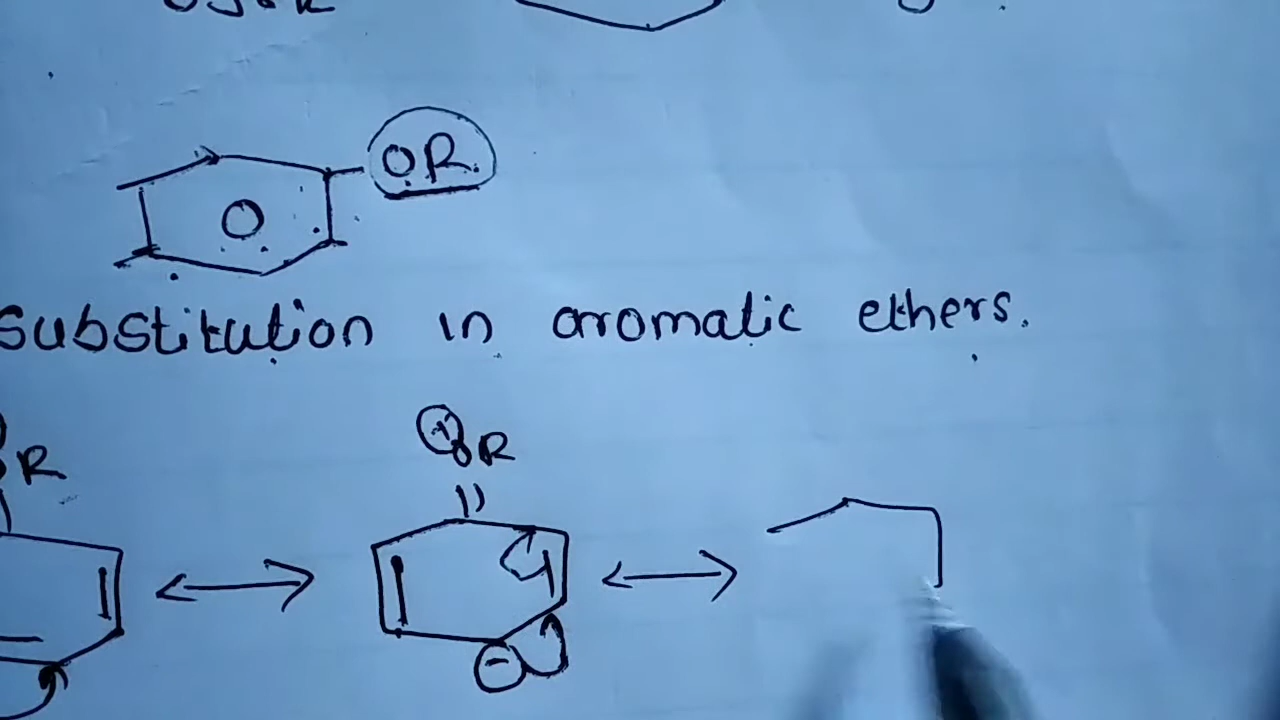 OR
substitution in aromatic ethers.
R
⊕OR
⊖